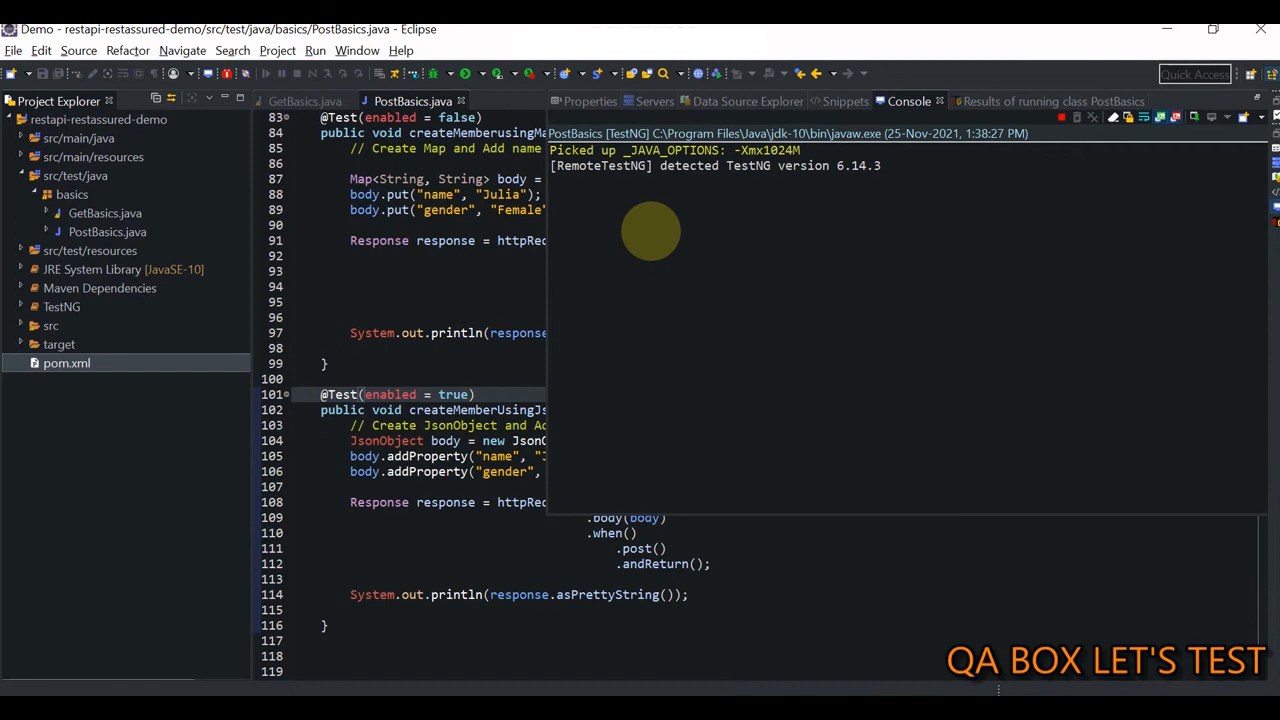 Demo - restapi-restassured-demo/src/test/java/basics/PostBasics.java - Eclipse
File Edit Source Refactor Navigate Search Project Run Window Help
Quick Access
Project Explorer
restapi-restassured-demo
src/main/java
src/main/resources
src/test/java
basics
GetBasics.java
PostBasics.java
src/test/resources
JRE System Library [JavaSE-10]
Maven Dependencies
TestNG
src
target
pom.xml
GetBasics.java PostBasics.java
83 @Test(enabled = false)
84 public void createMemberusingMa
85 // Create Map and Add name
86
87 Map<String, String> body =
88 body.put("name", "Julia");
89 body.put("gender", "Female"
90
91 Response response = httpReq
92
93
94
95
96
97 System.out.println(response
98
99 }
100
101 @Test(enabled = true)
102 public void createMemberUsingJs
103 // Create JsonObject and Ad
104 JsonObject body = new JsonO
105 body.addProperty("name", "J
106 body.addProperty("gender",
107
108 Response response = httpReq
109 .body(body)
110 .when()
111 .post()
112 .andReturn();
113
114 System.out.println(response.asPrettyString());
115
116 }
117
118
119
Properties Servers Data Source Explorer Snippets Console Results of running class PostBasics
PostBasics [TestNG] C:\Program Files\Java\jdk-10\bin\javaw.exe (25-Nov-2021, 1:38:27 PM)
Picked up _JAVA_OPTIONS: -Xmx1024M
[RemoteTestNG] detected TestNG version 6.14.3
QA BOX LET'S TEST